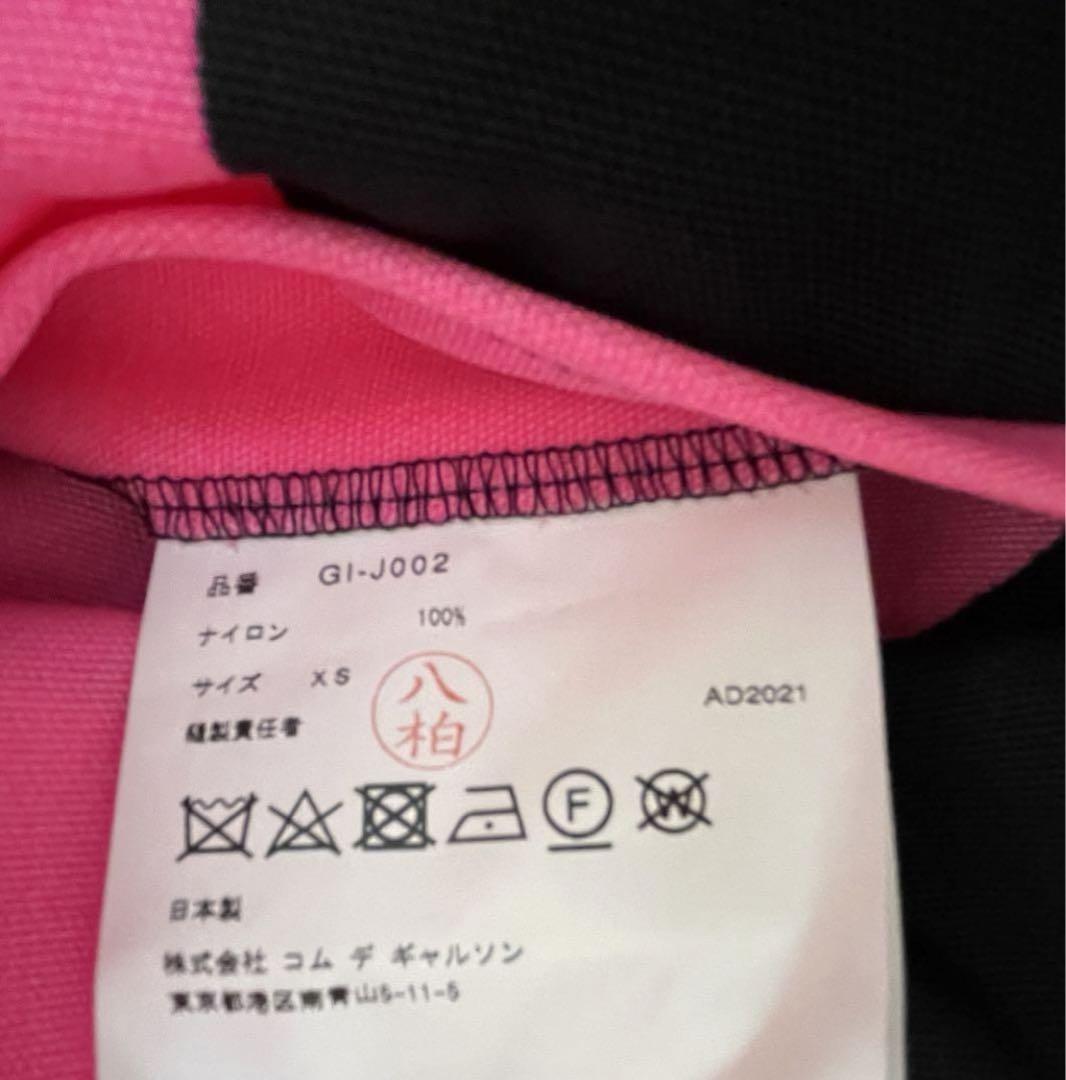 品番 GI-J002
ナイロン 100%
サイズ XS
八柏
AD2021
縫製責任者
F W
日本製
株式会社 コム デ ギャルソン
東京都港区南青山5-11-5